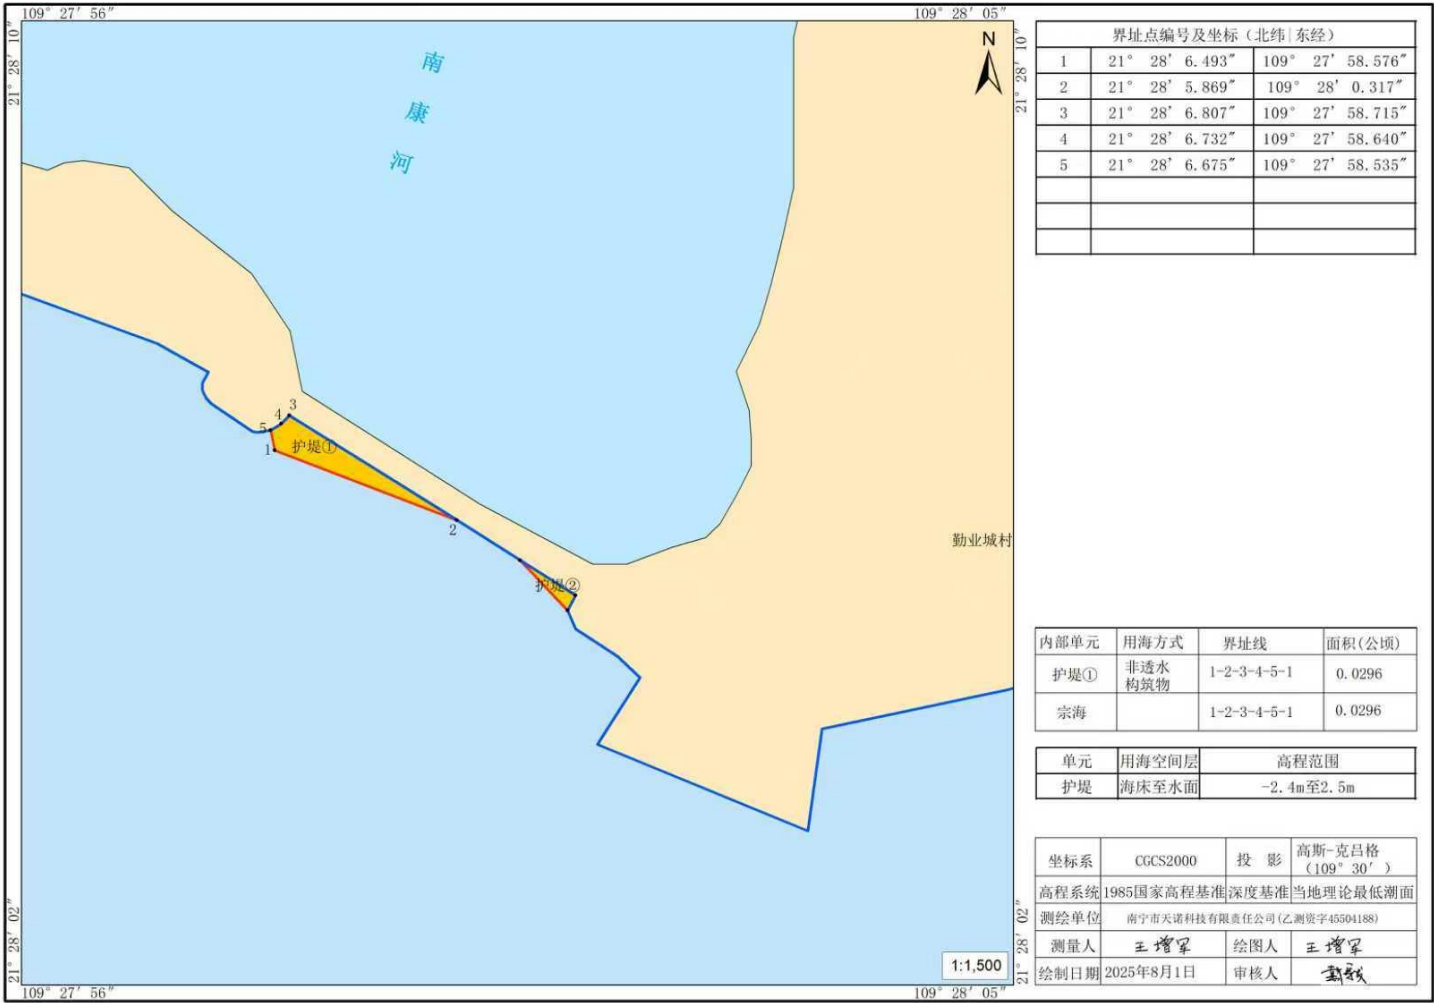 109° 27′ 56″
109° 28′ 05″
21° 28′ 10″
21° 28′ 10″
N
南
康
河
3
4
5
1
护堤①
2
护堤②
勤业城村
1:1,500
21° 28′ 02″
21° 28′ 02″
109° 27′ 56″
109° 28′ 05″
界址点编号及坐标（北纬|东经）
1 21° 28′ 6.493″ 109° 27′ 58.576″
2 21° 28′ 5.869″ 109° 28′ 0.317″
3 21° 28′ 6.807″ 109° 27′ 58.715″
4 21° 28′ 6.732″ 109° 27′ 58.640″
5 21° 28′ 6.675″ 109° 27′ 58.535″
内部单元 用海方式 界址线 面积(公顷)
护堤① 非透水构筑物 1-2-3-4-5-1 0.0296
宗海 1-2-3-4-5-1 0.0296
单元 用海空间层 高程范围
护堤 海床至水面 -2.4m至2.5m
坐标系 CGCS2000 投 影 高斯-克吕格（109° 30′ ）
高程系统 1985国家高程基准 深度基准 当地理论最低潮面
测绘单位 南宁市天诺科技有限责任公司(乙测资字45504188)
测量人 王增军 绘图人 王增军
绘制日期 2025年8月1日 审核人